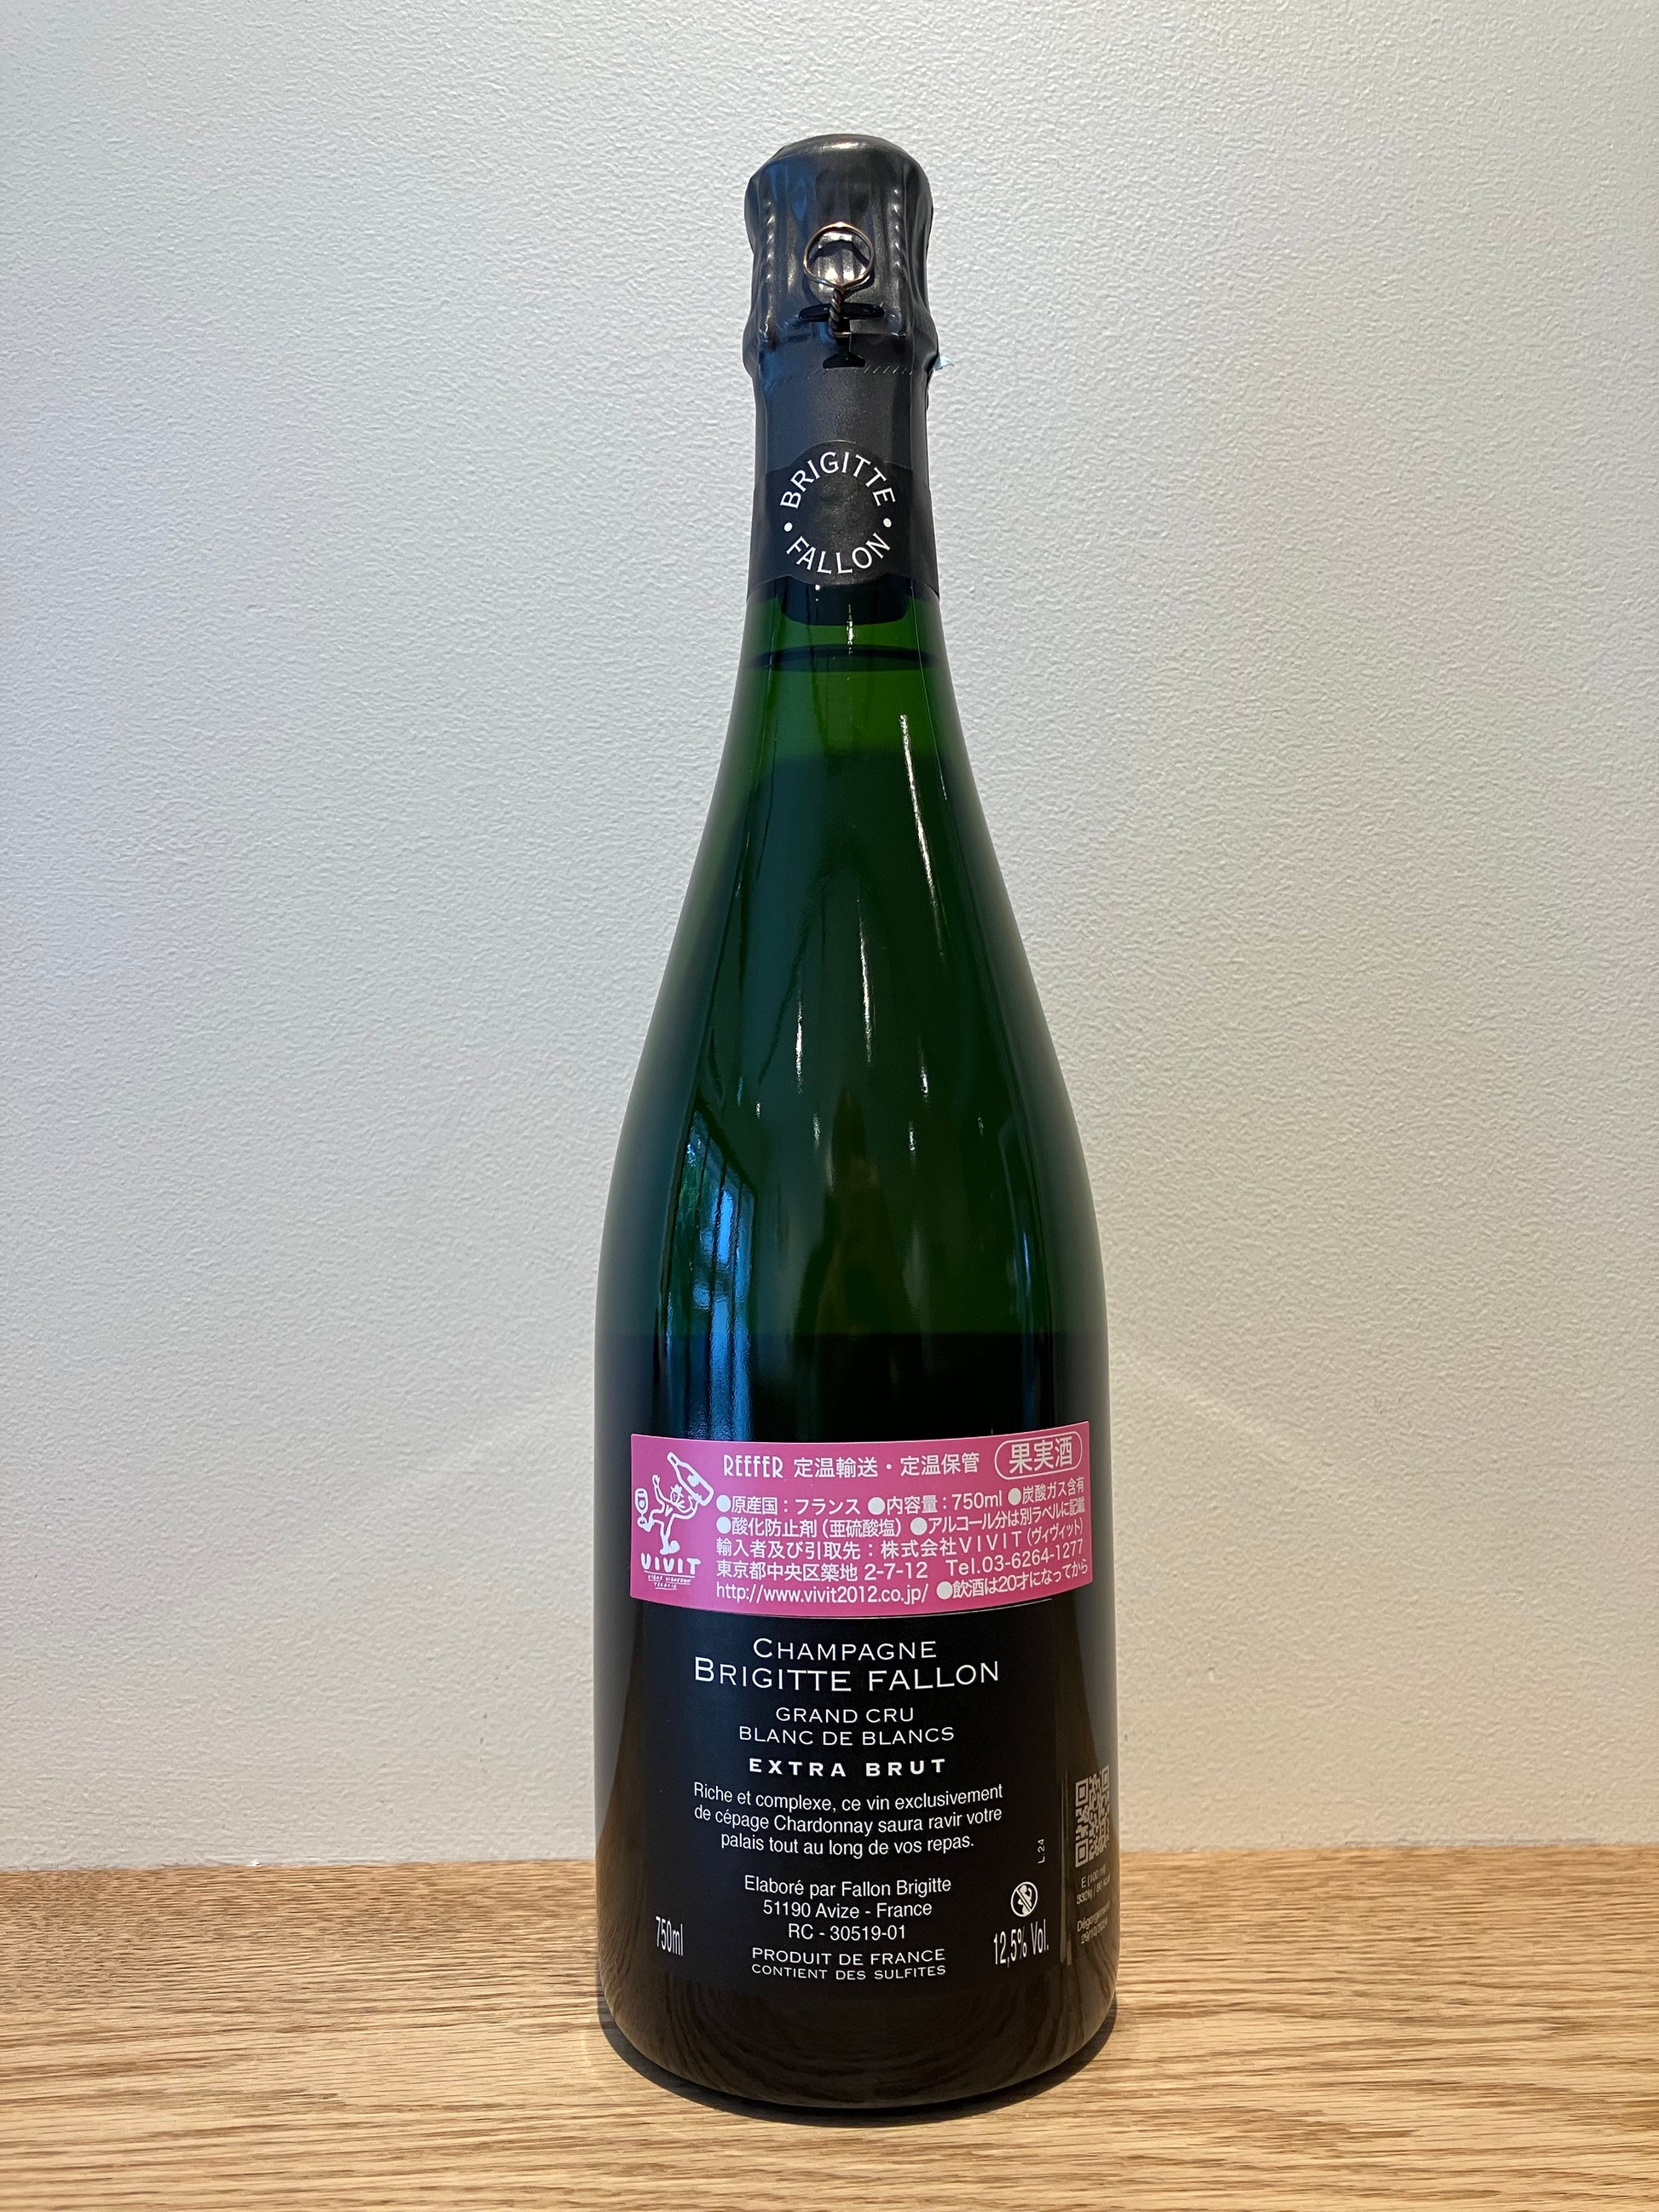 BRIGITTE
FALLON
REEFER 定温輸送・定温保管 果実酒
●原産国：フランス ●内容量：750ml ●炭酸ガス含有
●酸化防止剤（亜硫酸塩） ●アルコール分は別ラベルに記載
輸入者及び引取先：株式会社VIVIT（ヴィヴィット）
東京都中央区築地 2-7-12 Tel.03-6264-1277
http://www.vivit2012.co.jp/ ●飲酒は20才になってから
VIVIT
CHAMPAGNE
BRIGITTE FALLON
GRAND CRU
BLANC DE BLANCS
EXTRA BRUT
Riche et complexe, ce vin exclusivement
de cépage Chardonnay saura ravir votre
palais tout au long de vos repas.
Elaboré par Fallon Brigitte
51190 Avize - France
RC - 30519-01
PRODUIT DE FRANCE
CONTIENT DES SULFITES
750ml
12,5% Vol.
L.24
E (100 ml)
Dégorgement